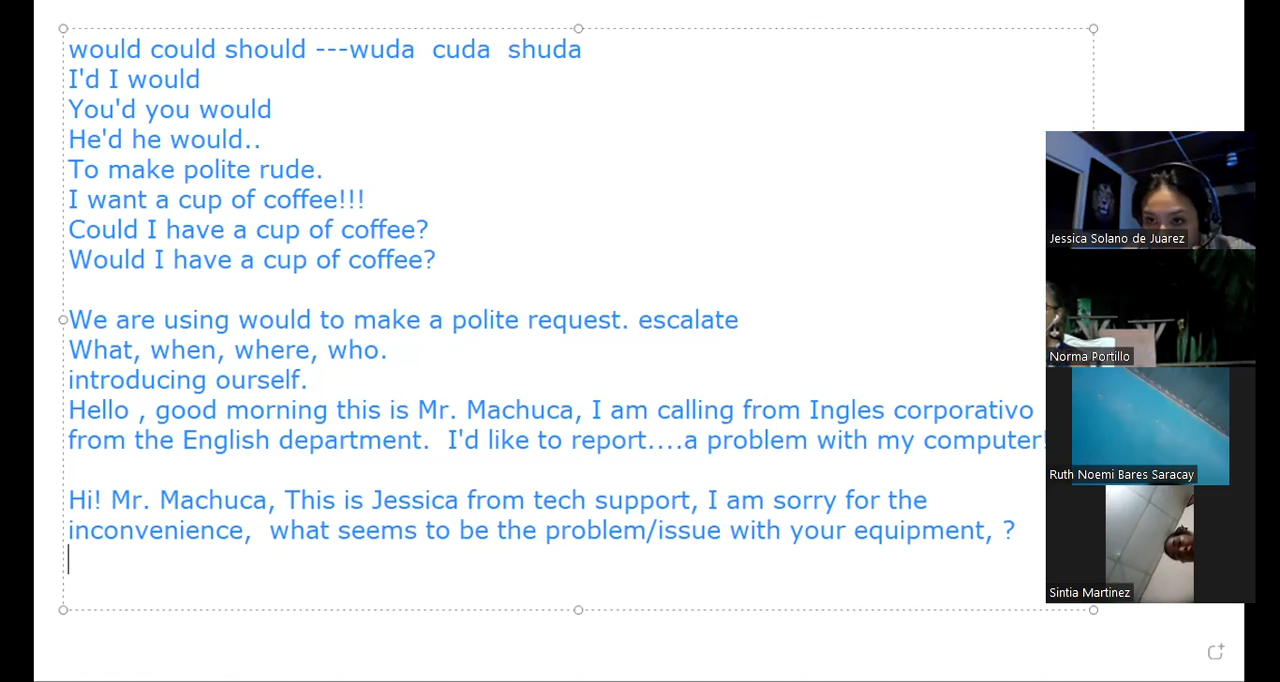 would could should ---wuda  cuda  shuda
I'd I would
You'd you would
He'd he would..
To make polite rude.
I want a cup of coffee!!!
Could I have a cup of coffee?
Would I have a cup of coffee?
We are using would to make a polite request. escalate
What, when, where, who.
introducing ourself.
Hello , good morning this is Mr. Machuca, I am calling from Ingles corporativo
from the English department.  I'd like to report....a problem with my computer!
Hi! Mr. Machuca, This is Jessica from tech support, I am sorry for the
inconvenience,  what seems to be the problem/issue with your equipment, ?
Jessica Solano de Juarez
Norma Portillo
Ruth Noemi Bares Saracay
Sintia Martinez